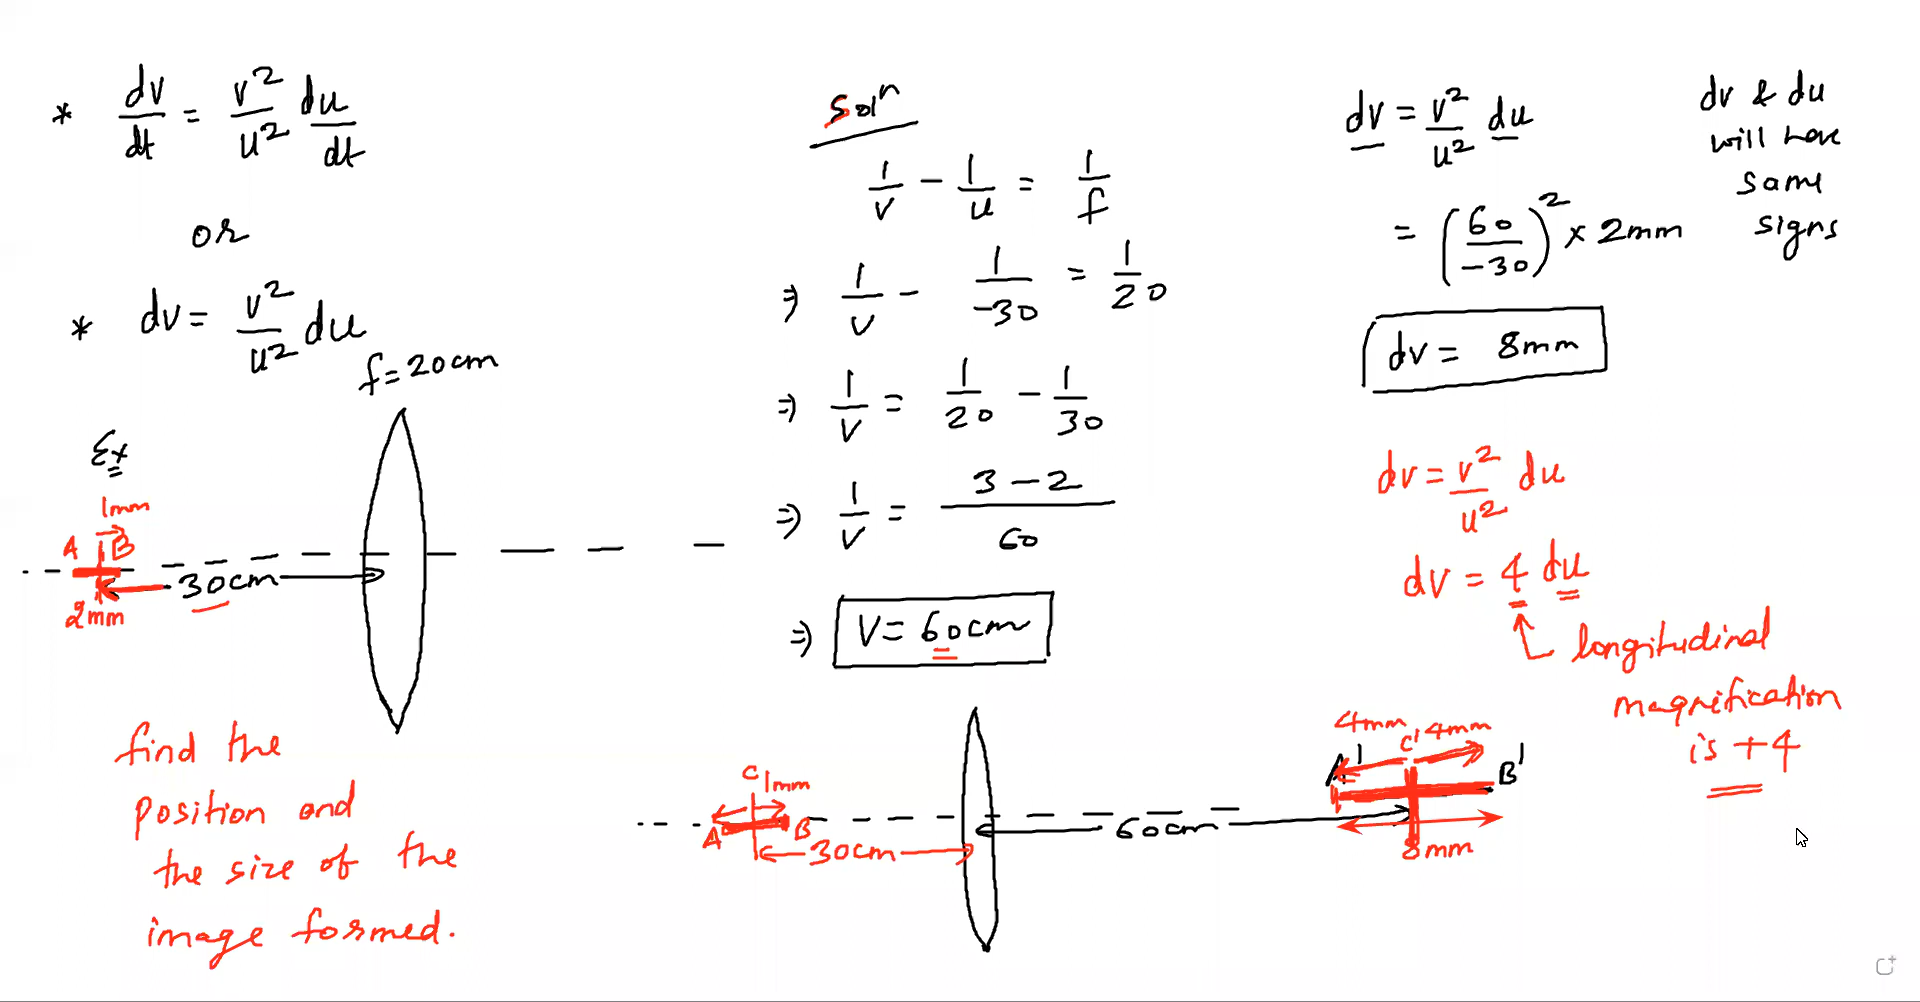 * dv/dt = v²/u² du/dt
or
* dv = v²/u² du
f = 20cm
Ex
1mm
A B
30cm
2mm
find the
position and
the size of the
image formed.
Solⁿ
1/v - 1/u = 1/f
⇒ 1/v - 1/-30 = 1/20
⇒ 1/v = 1/20 - 1/30
⇒ 1/v = 3-2/60
⇒ v = 60cm
C 1mm
A B
30cm
60cm
4mm C' 4mm
A' B'
8mm
dv = v²/u² du
= (60/-30)² × 2mm
dv = 8mm
dv & du
will have
same
signs
dv = v²/u² du
dv = 4 du
longitudinal
magnification
is +4